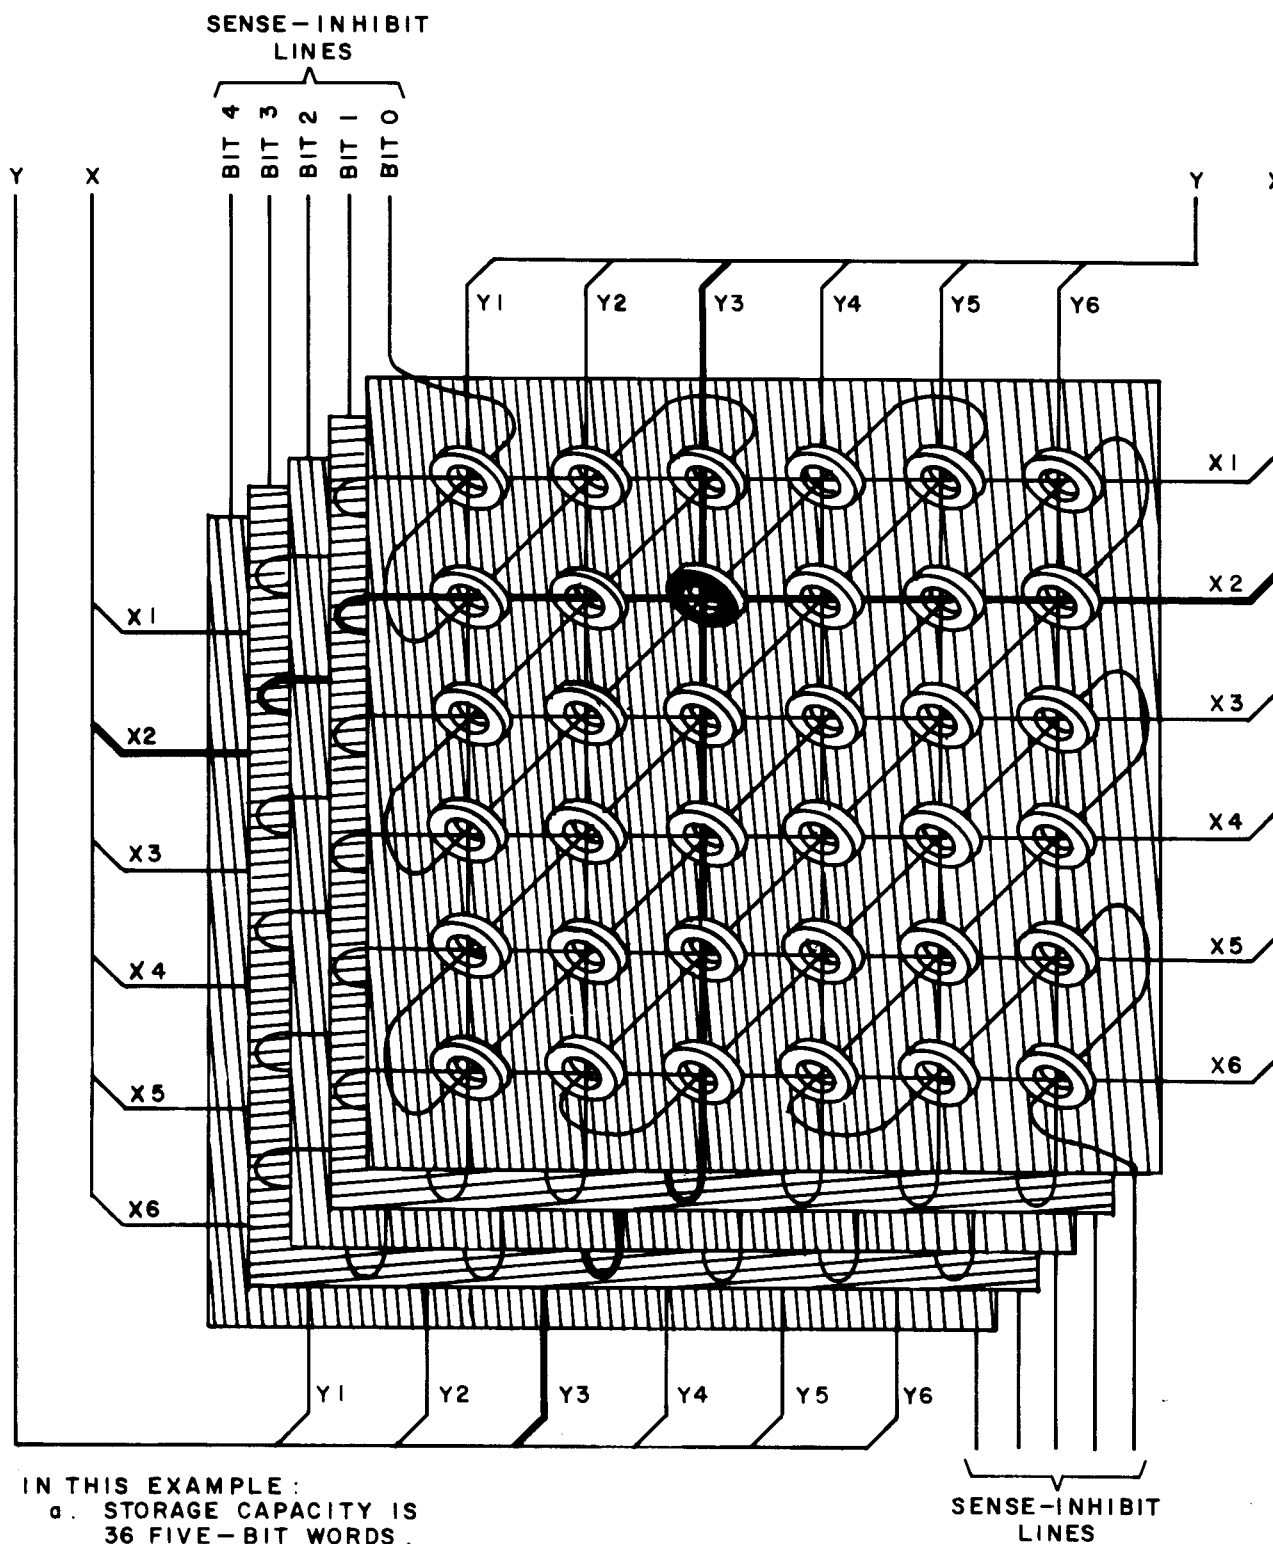 SENSE-INHIBIT
LINES
BIT 4
BIT 3
BIT 2
BIT 1
BIT 0
Y
X
Y
X
Y1
Y2
Y3
Y4
Y5
Y6
X1
X2
X3
X4
X5
X6
X1
X2
X3
X4
X5
X6
Y1
Y2
Y3
Y4
Y5
Y6
IN THIS EXAMPLE:
a. STORAGE CAPACITY IS
36 FIVE-BIT WORDS.
SENSE-INHIBIT
LINES